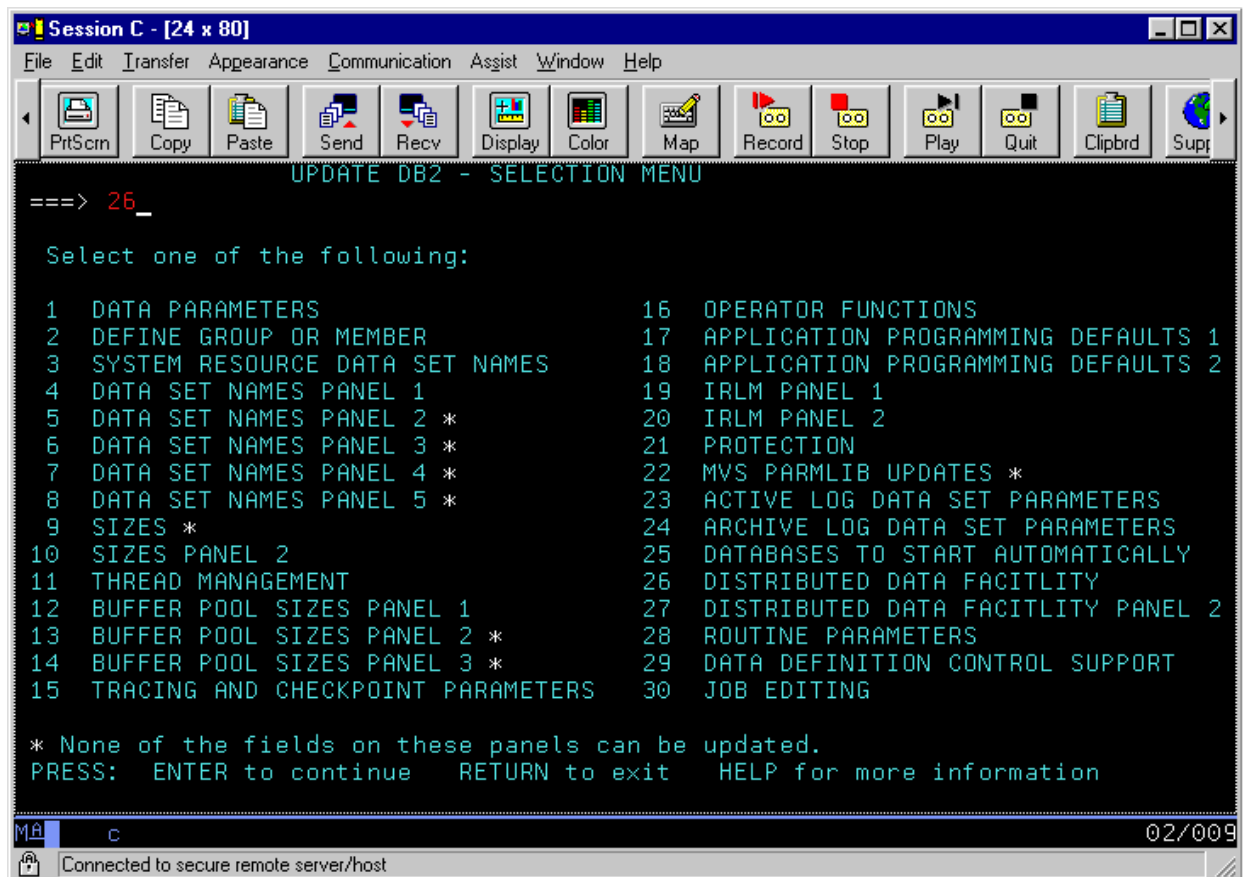 Session C - [24 x 80]
File Edit Transfer Appearance Communication Assist Window Help
PrtScrn Copy Paste Send Recv Display Color Map Record Stop Play Quit Clipbrd Supp
UPDATE DB2 - SELECTION MENU
===> 26_
Select one of the following:
1 DATA PARAMETERS 16 OPERATOR FUNCTIONS
2 DEFINE GROUP OR MEMBER 17 APPLICATION PROGRAMMING DEFAULTS 1
3 SYSTEM RESOURCE DATA SET NAMES 18 APPLICATION PROGRAMMING DEFAULTS 2
4 DATA SET NAMES PANEL 1 19 IRLM PANEL 1
5 DATA SET NAMES PANEL 2 * 20 IRLM PANEL 2
6 DATA SET NAMES PANEL 3 * 21 PROTECTION
7 DATA SET NAMES PANEL 4 * 22 MVS PARMLIB UPDATES *
8 DATA SET NAMES PANEL 5 * 23 ACTIVE LOG DATA SET PARAMETERS
9 SIZES * 24 ARCHIVE LOG DATA SET PARAMETERS
10 SIZES PANEL 2 25 DATABASES TO START AUTOMATICALLY
11 THREAD MANAGEMENT 26 DISTRIBUTED DATA FACITLITY
12 BUFFER POOL SIZES PANEL 1 27 DISTRIBUTED DATA FACITLITY PANEL 2
13 BUFFER POOL SIZES PANEL 2 * 28 ROUTINE PARAMETERS
14 BUFFER POOL SIZES PANEL 3 * 29 DATA DEFINITION CONTROL SUPPORT
15 TRACING AND CHECKPOINT PARAMETERS 30 JOB EDITING
* None of the fields on these panels can be updated.
PRESS: ENTER to continue RETURN to exit HELP for more information
MA c 02/009
Connected to secure remote server/host